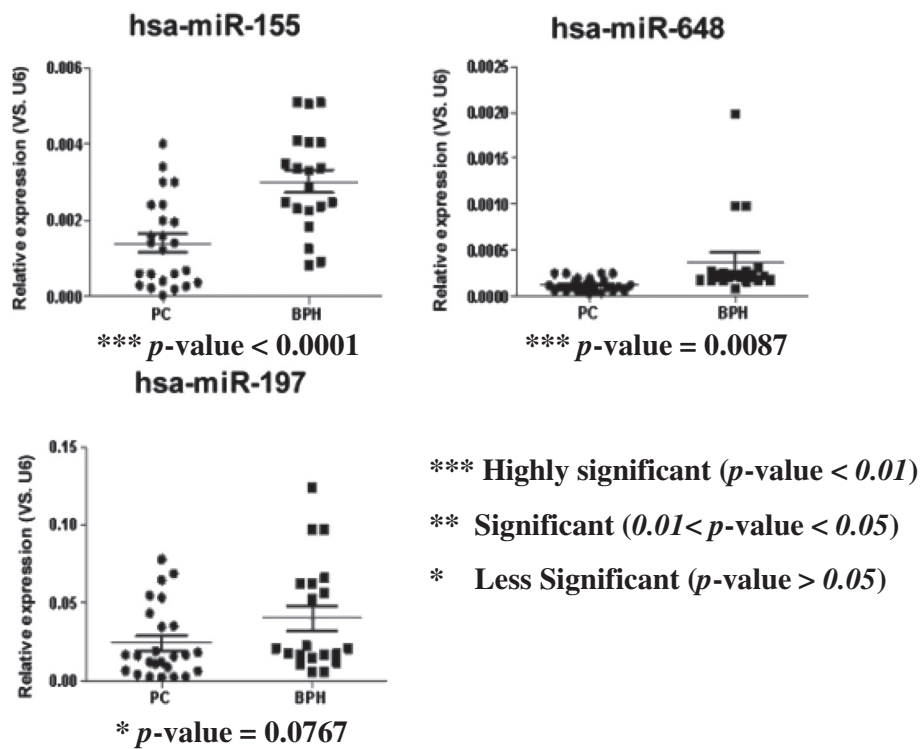 hsa-miR-155
Relative expression (VS. U6)
0.006
0.004
0.002
0.000
PC
BPH
*** p-value < 0.0001
hsa-miR-648
Relative expression (VS. U6)
0.0025
0.0020
0.0015
0.0010
0.0005
0.0000
PC
BPH
*** p-value = 0.0087
hsa-miR-197
Relative expression (VS. U6)
0.15
0.10
0.05
0.00
PC
BPH
* p-value = 0.0767
*** Highly significant (p-value < 0.01)
** Significant (0.01< p-value < 0.05)
* Less Significant (p-value > 0.05)